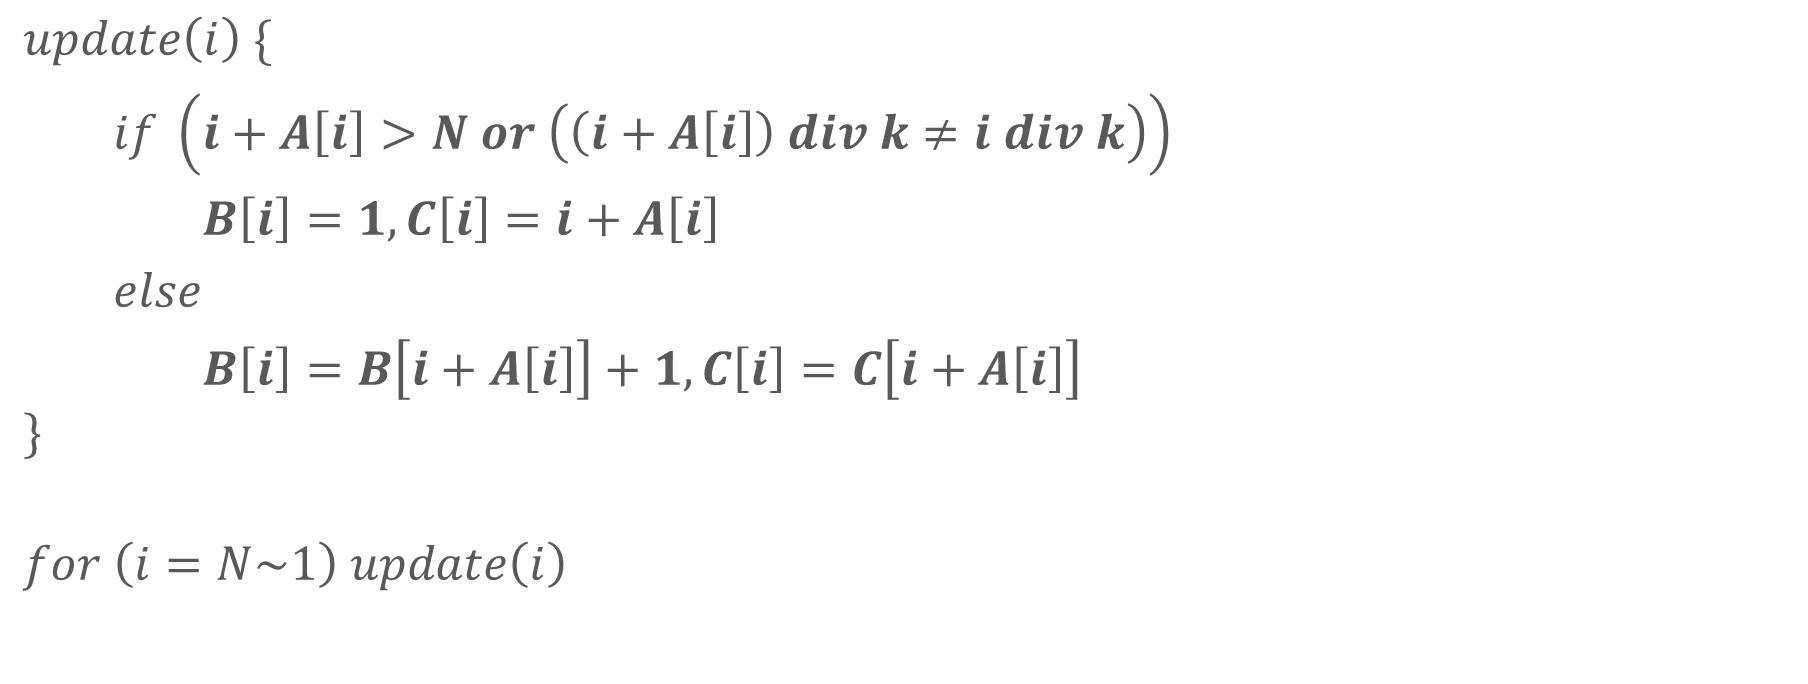 update(i) {
if (i + A[i] > N or ((i + A[i]) div k ≠ i div k))
B[i] = 1, C[i] = i + A[i]
else
B[i] = B[i + A[i]] + 1, C[i] = C[i + A[i]]
}
for (i = N~1) update(i)